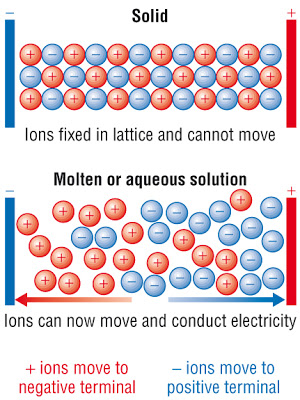 Solid
− +
Ions fixed in lattice and cannot move
Molten or aqueous solution
− +
Ions can now move and conduct electricity
+ ions move to
negative terminal
− ions move to
positive terminal